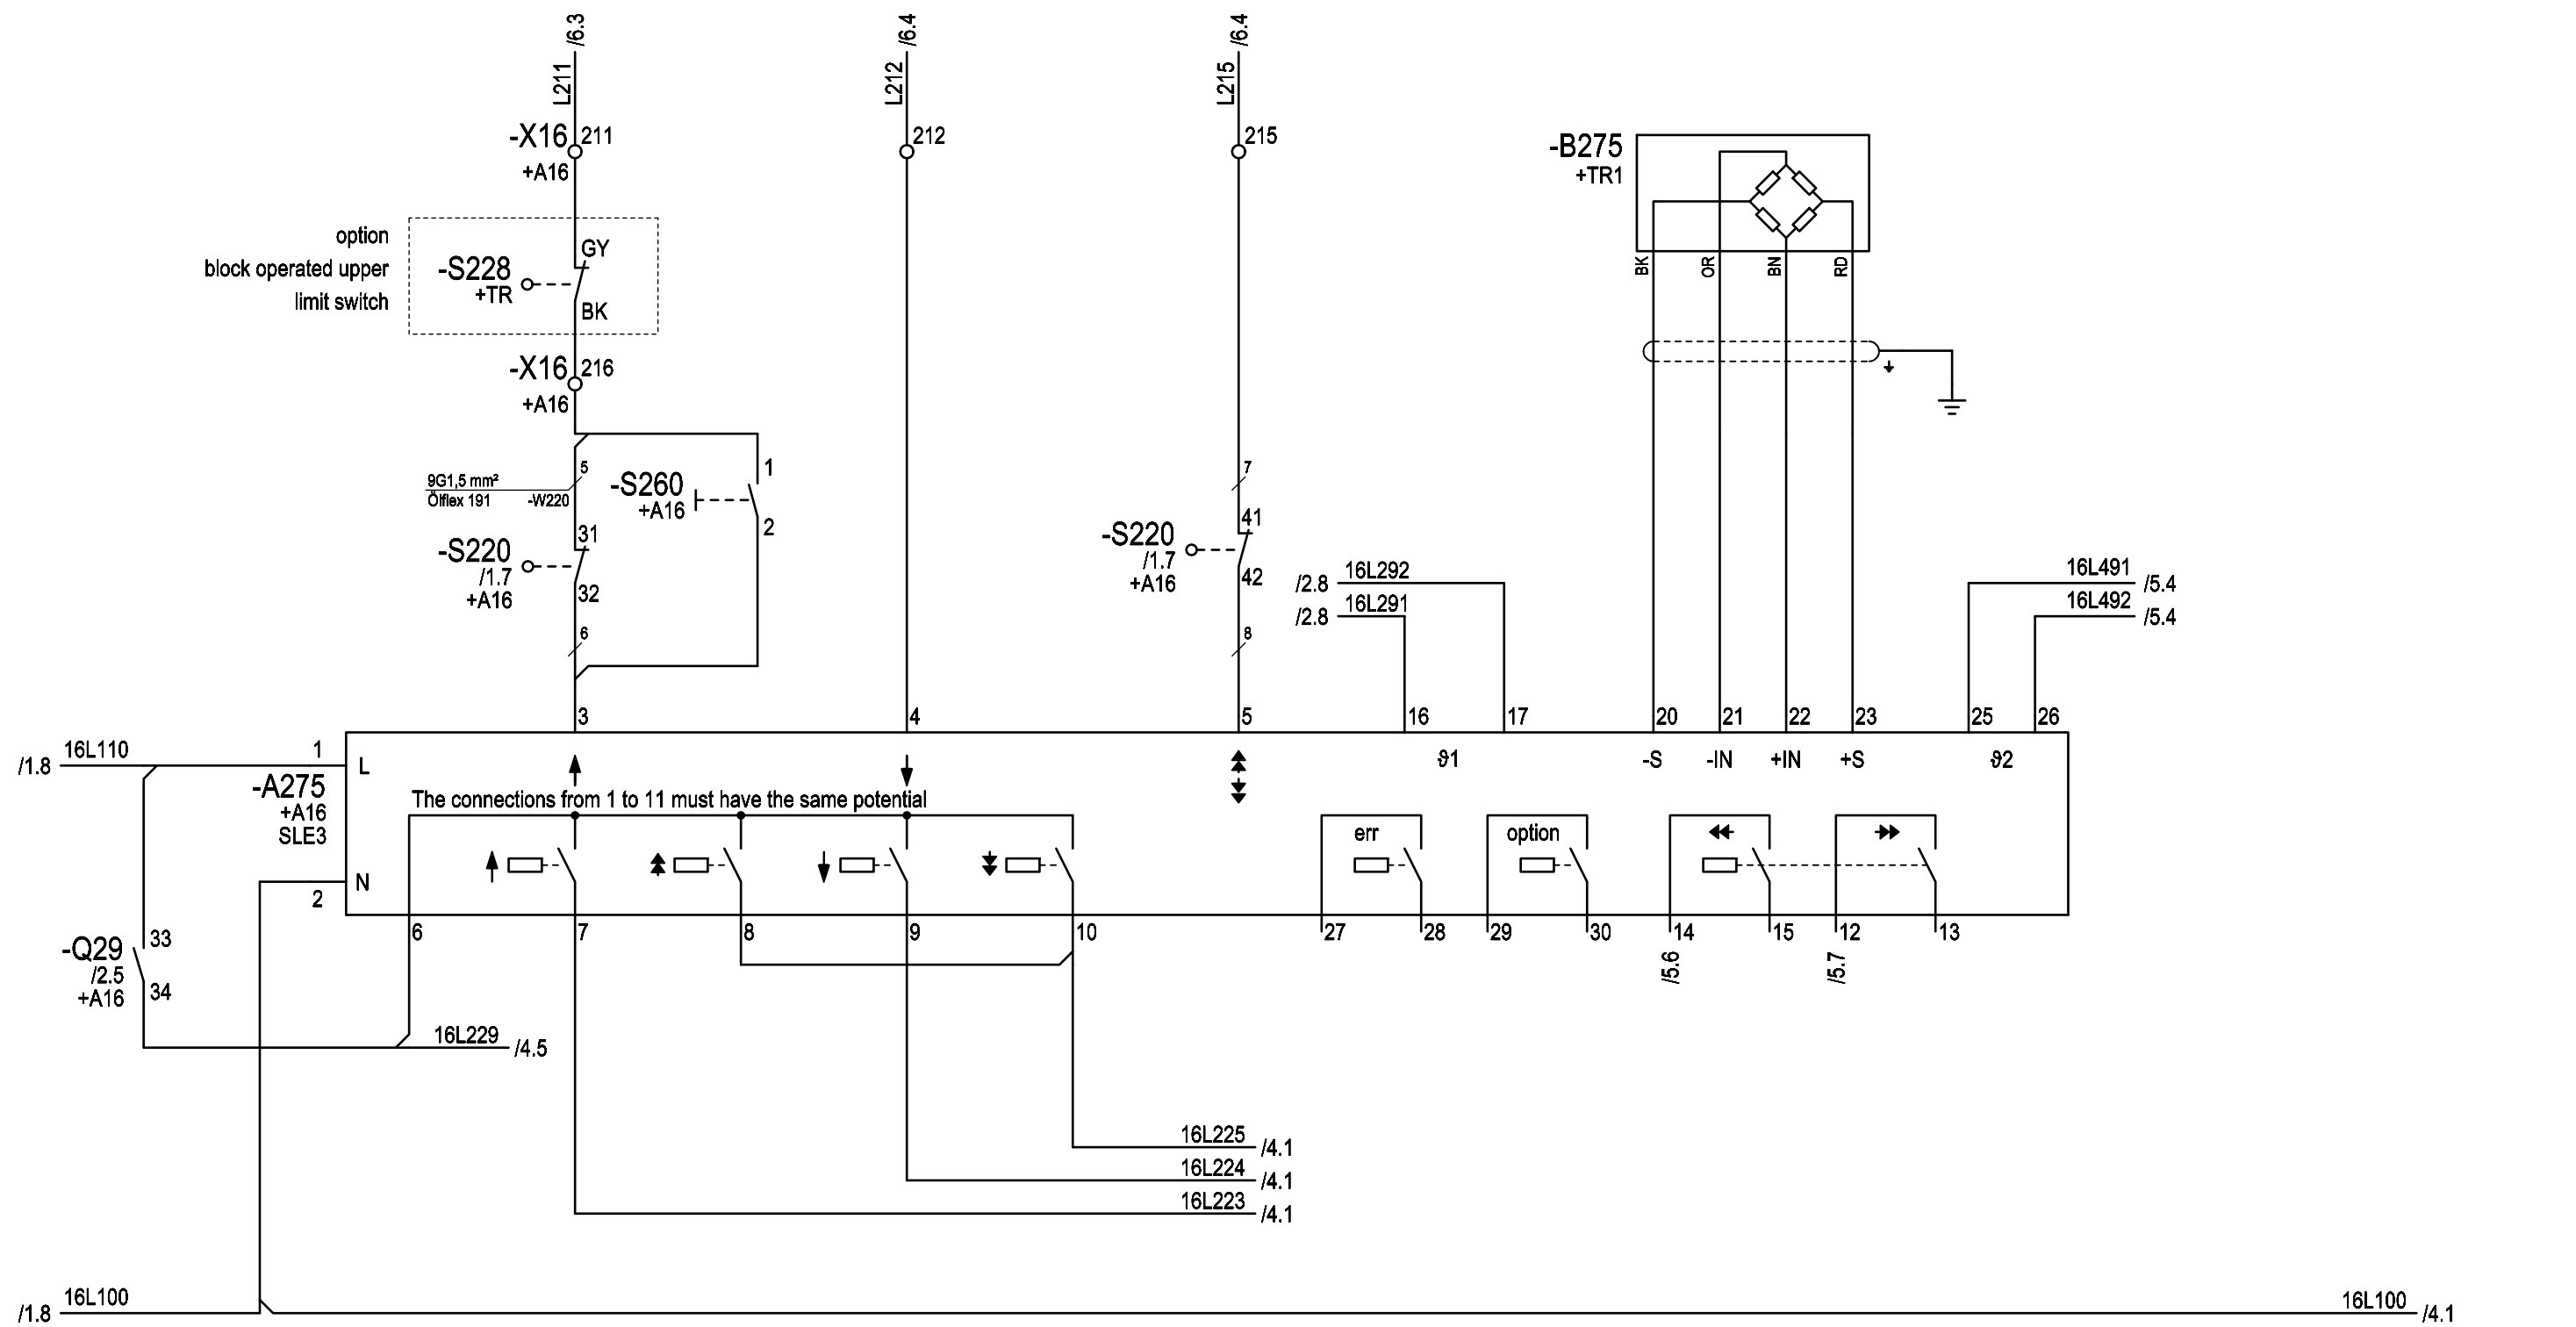 /6.3
/6.4
/6.4
L211
L212
L215
-X16 211
+A16
212
215
-B275
+TR1
BK OR BN RD
option
block operated upper
limit switch
GY
-S228
+TR
BK
-X16 216
+A16
5
9G1,5 mm²
Ölflex 191 -W220
-S260
+A16
1
2
31
-S220
/1.7
+A16
32
6
7
41
-S220
/1.7
+A16
42
8
/2.8 16L292
/2.8 16L291
16L491 /5.4
16L492 /5.4
3 4 5 16 17 20 21 22 23 25 26
/1.8 16L110 1 L
-A275
+A16
SLE3
ϑ1 -S -IN +IN +S ϑ2
The connections from 1 to 11 must have the same potential
err option
N
2
6 7 8 9 10 27 28 29 30 14 15 12 13
/5.6 /5.7
-Q29
/2.5
+A16
33
34
16L229 /4.5
16L225 /4.1
16L224 /4.1
16L223 /4.1
/1.8 16L100
16L100 /4.1